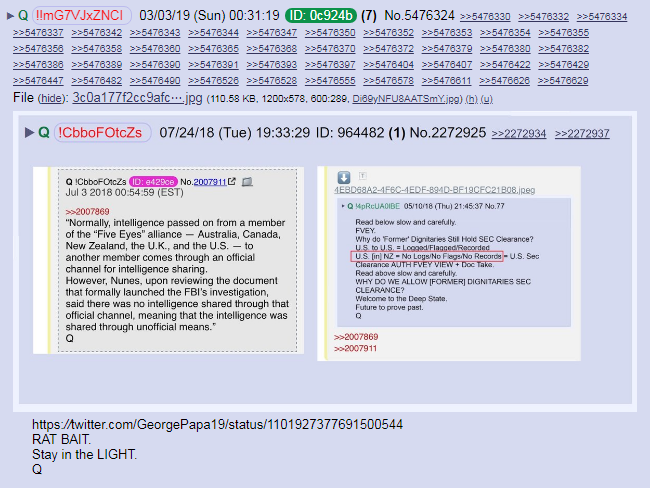 ▶ Q !!mG7VJxZNCI 03/03/19 (Sun) 00:31:19 ID: 0c924b (7) No.5476324 >>5476330 >>5476332 >>5476334
>>5476337 >>5476342 >>5476343 >>5476344 >>5476347 >>5476350 >>5476352 >>5476353 >>5476354 >>5476355
>>5476356 >>5476358 >>5476360 >>5476365 >>5476368 >>5476370 >>5476372 >>5476379 >>5476380 >>5476382
>>5476386 >>5476389 >>5476390 >>5476391 >>5476393 >>5476397 >>5476404 >>5476407 >>5476422 >>5476429
>>5476447 >>5476482 >>5476490 >>5476526 >>5476528 >>5476555 >>5476578 >>5476611 >>5476626 >>5476629
File (hide): 3c0a177f2cc9afc⋯.jpg (110.58 KB, 1200x578, 600:289, Di69yNFU8AATSmY.jpg) (h) (u)
▶ Q !CbboFOtcZs 07/24/18 (Tue) 19:33:29 ID: 964482 (1) No.2272925 >>2272934 >>2272937
Q !CbboFOtcZs ID: e429ce No.2007911
Jul 3 2018 00:54:59 (EST)
>>2007869
“Normally, intelligence passed on from a member
of the “Five Eyes” alliance — Australia, Canada,
New Zealand, the U.K., and the U.S. — to
another member comes through an official
channel for intelligence sharing.
However, Nunes, upon reviewing the document
that formally launched the FBI’s investigation,
said there was no intelligence shared through that
official channel, meaning that the intelligence was
shared through unofficial means.”
Q
4EBD68A2-4F6C-4EDF-894D-BF19CFC21B08.jpeg
Q !4pRcUA0lBE 05/10/18 (Thu) 21:45:37 No.77
Read below slow and carefully.
FVEY.
Why do 'Former' Dignitaries Still Hold SEC Clearance?
U.S. to U.S. = Logged/Flagged/Recorded
U.S. [in] NZ = No Logs/No Flags/No Records = U.S. Sec
Clearance AUTH FVEY VIEW + Doc Take.
Read above slow and carefully.
WHY DO WE ALLOW [FORMER] DIGNITARIES SEC
CLEARANCE?
Welcome to the Deep State.
Future to prove past.
Q
>>2007869
>>2007911
https://twitter.com/GeorgePapa19/status/1101927377691500544
RAT BAIT.
Stay in the LIGHT.
Q